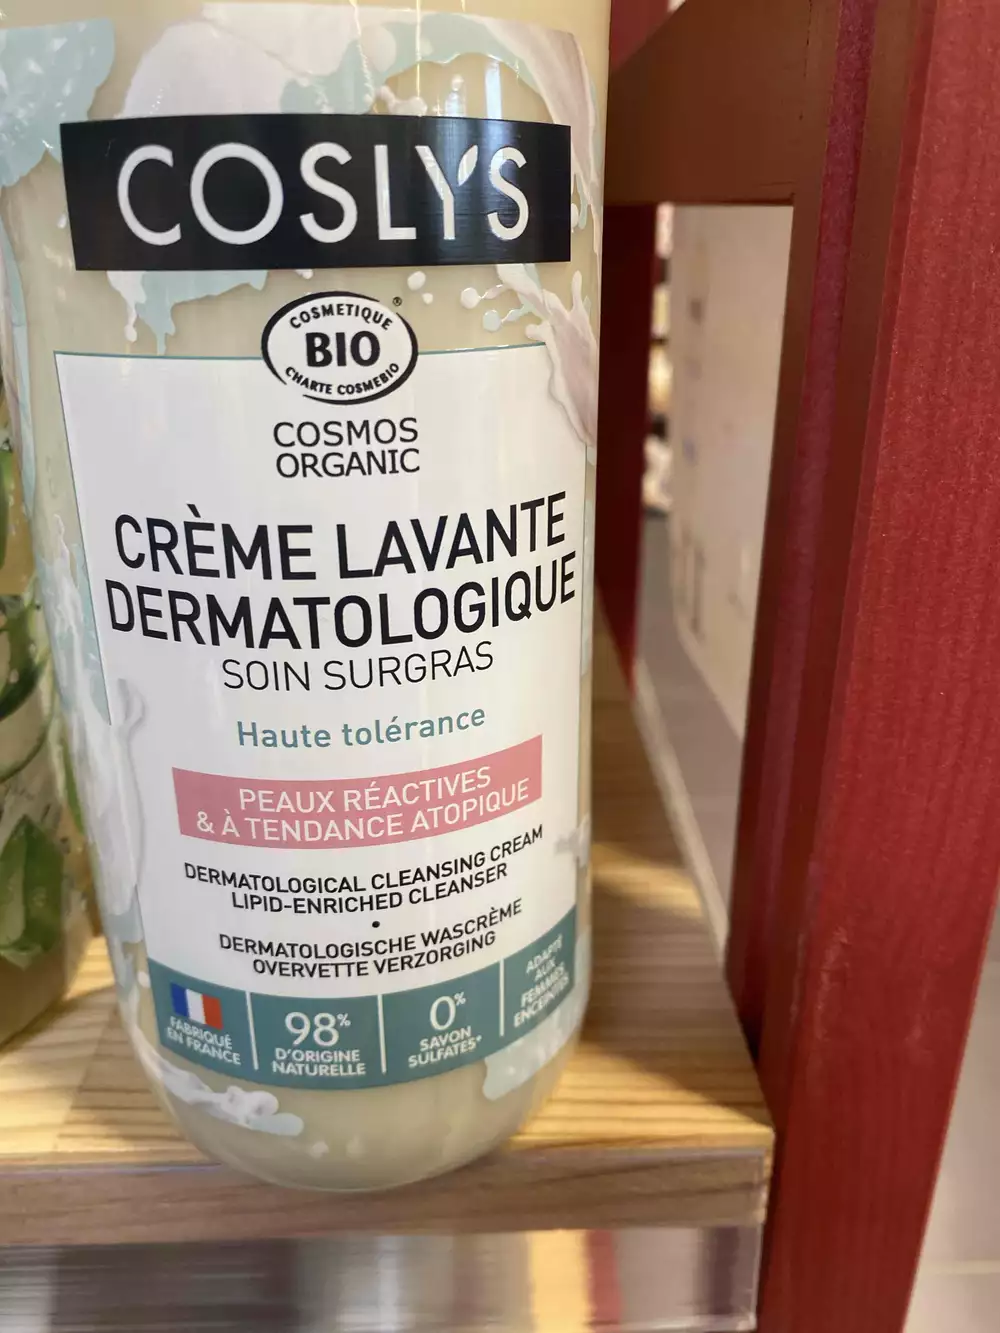 COSLYS
COSMETIQUE
BIO
CHARTE COSMEBIO
®
COSMOS
ORGANIC
CRÈME LAVANTE
DERMATOLOGIQUE
SOIN SURGRAS
Haute tolérance
PEAUX RÉACTIVES
& À TENDANCE ATOPIQUE
DERMATOLOGICAL CLEANSING CREAM
LIPID-ENRICHED CLEANSER
•
DERMATOLOGISCHE WASCRÈME
OVERVETTE VERZORGING
FABRIQUÉ
EN FRANCE
98%
D'ORIGINE
NATURELLE
0%
SAVON
SULFATES*
ADAPTÉ
AUX
FEMMES
ENCEINTES